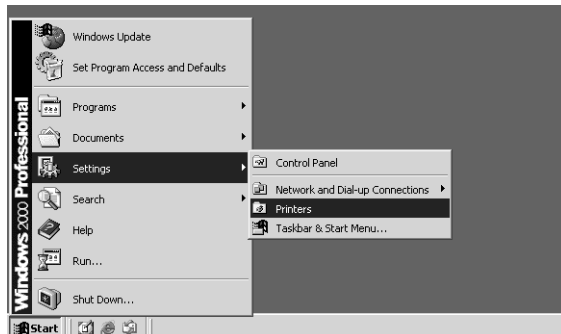 Windows Update
Set Program Access and Defaults
Programs
Documents
Settings
Search
Help
Run...
Shut Down...
Windows 2000 Professional
Control Panel
Network and Dial-up Connections
Printers
Taskbar & Start Menu...
Start